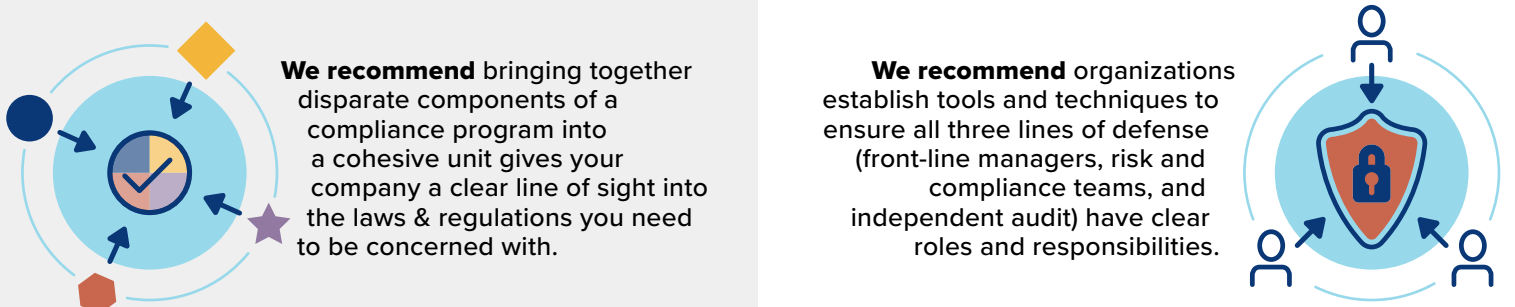 We recommend bringing together
disparate components of a
compliance program into
a cohesive unit gives your
company a clear line of sight into
the laws & regulations you need
to be concerned with.
We recommend organizations
establish tools and techniques to
ensure all three lines of defense
(front-line managers, risk and
compliance teams, and
independent audit) have clear
roles and responsibilities.